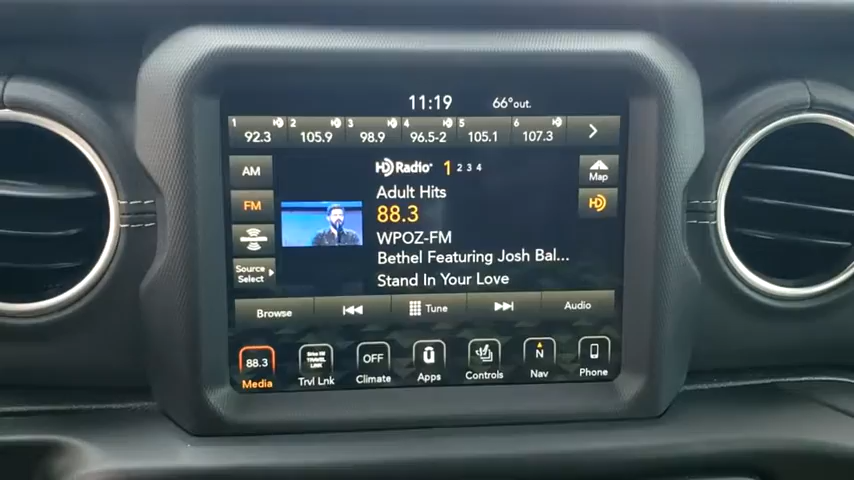 11:19 66°out.
1 2 3 4 5 6
92.3 105.9 98.9 96.5-2 105.1 107.3
AM
FM
Source
Select
HD Radio 1 2 3 4
Adult Hits
88.3
WPOZ-FM
Bethel Featuring Josh Bal...
Stand In Your Love
Map
HD
Browse Tune Audio
88.3 OFF N
Media Trvl Lnk Climate Apps Controls Nav Phone